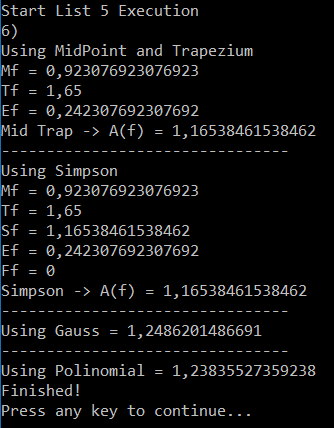 Start List 5 Execution
6)
Using MidPoint and Trapezium
Mf = 0,923076923076923
Tf = 1,65
Ef = 0,242307692307692
Mid Trap -> A(f) = 1,16538461538462
--------------------------------
Using Simpson
Mf = 0,923076923076923
Tf = 1,65
Sf = 1,16538461538462
Ef = 0,242307692307692
Ff = 0
Simpson -> A(f) = 1,16538461538462
--------------------------------
Using Gauss = 1,2486201486691
--------------------------------
Using Polinomial = 1,23835527359238
Finished!
Press any key to continue...